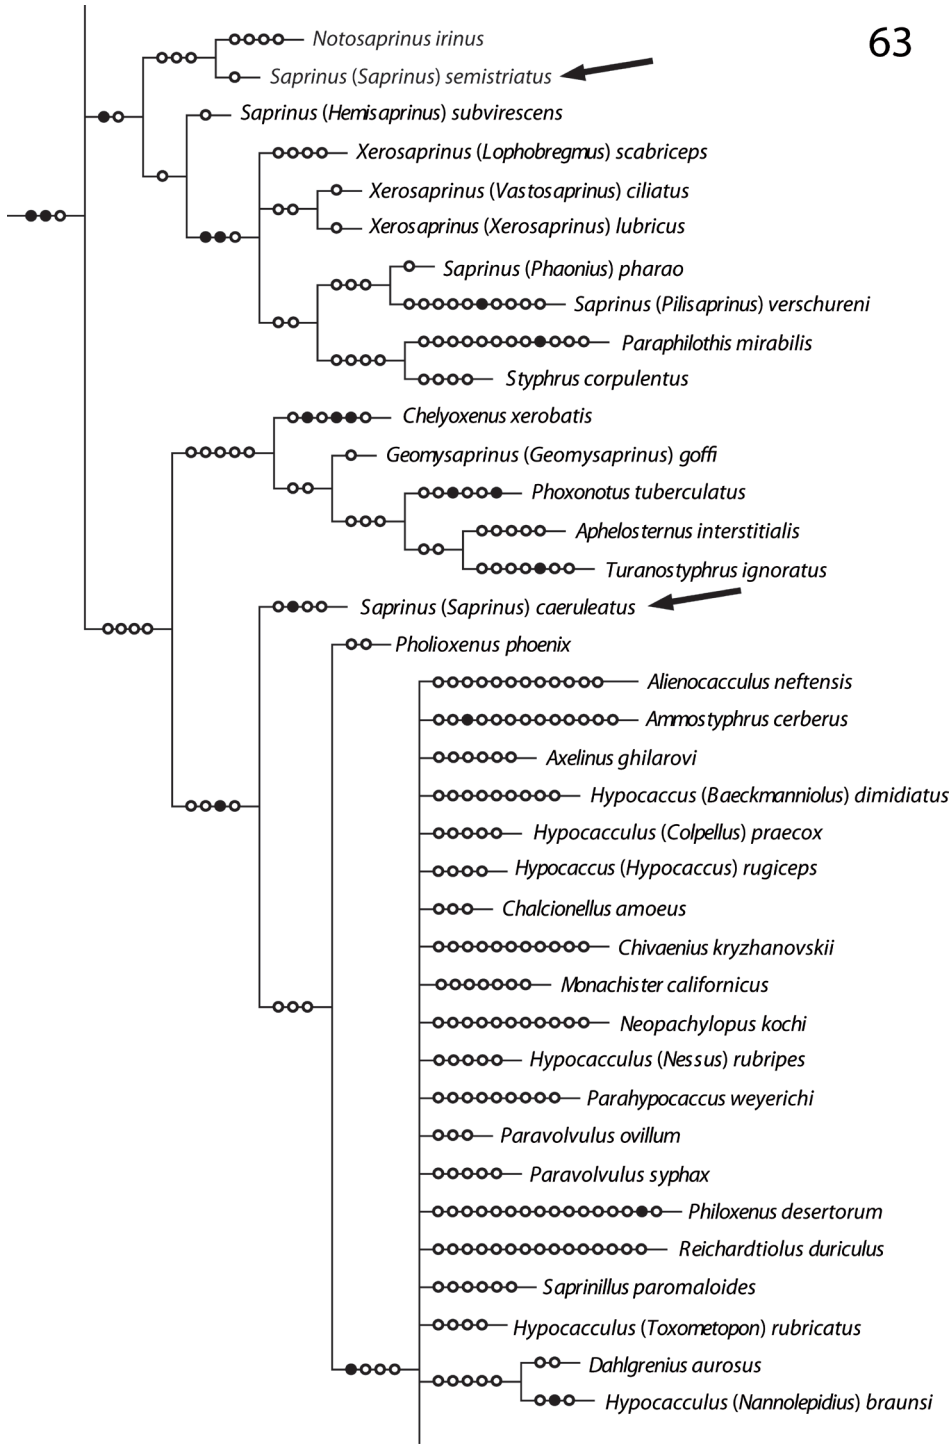 63
Notosaprinus irinus
Saprinus (Saprinus) semistriatus
Saprinus (Hemisaprinus) subvirescens
Xerosaprinus (Lophobregmus) scabriceps
Xerosaprinus (Vastosaprinus) ciliatus
Xerosaprinus (Xerosaprinus) lubricus
Saprinus (Phaonius) pharao
Saprinus (Pilisaprinus) verschureni
Paraphilothis mirabilis
Styphrus corpulentus
Chelyoxenus xerobatis
Geomysaprinus (Geomysaprinus) goffi
Phoxonotus tuberculatus
Aphelosternus interstitialis
Turanostyphrus ignoratus
Saprinus (Saprinus) caeruleatus
Pholioxenus phoenix
Alienocacculus neftensis
Ammostyphrus cerberus
Axelinus ghilarovi
Hypocaccus (Baeckmanniolus) dimidiatus
Hypocacculus (Colpellus) praecox
Hypocaccus (Hypocaccus) rugiceps
Chalcionellus amoeus
Chivaenius kryzhanovskii
Monachister californicus
Neopachylopus kochi
Hypocacculus (Nessus) rubripes
Parahypocaccus weyerichi
Paravolvulus ovillum
Paravolvulus syphax
Philoxenus desertorum
Reichardtiolus duriculus
Saprinillus paromaloides
Hypocacculus (Toxometopon) rubricatus
Dahlgrenius aurosus
Hypocacculus (Nannolepidius) braunsi